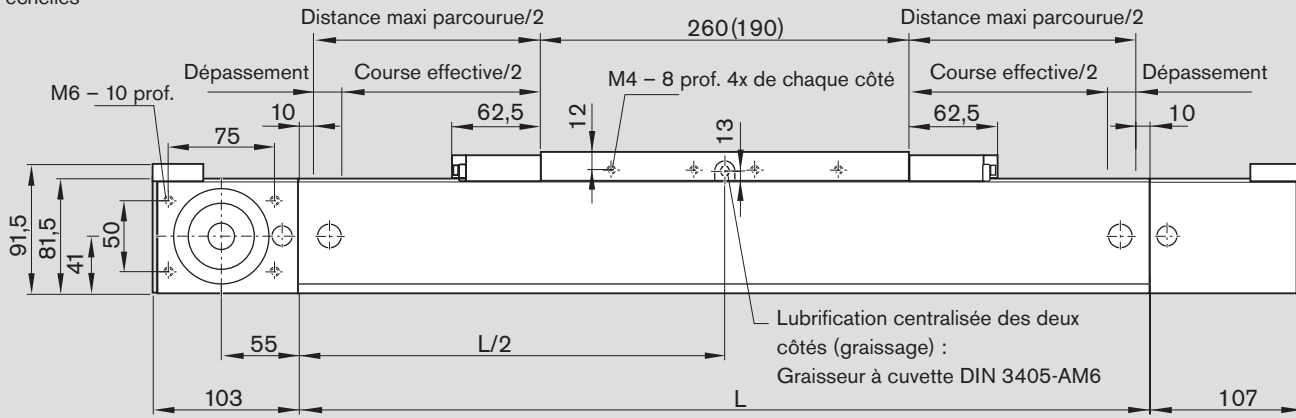 échelles
Distance maxi parcourue/2
260(190)
Distance maxi parcourue/2
Dépassement
Course effective/2
M4 – 8 prof. 4x de chaque côté
Course effective/2
Dépassement
M6 – 10 prof.
10
62,5
12
13
62,5
10
75
91,5
81,5
50
41
Lubrification centralisée des deux
côtés (graissage) :
Graisseur à cuvette DIN 3405-AM6
55
L/2
103
L
107